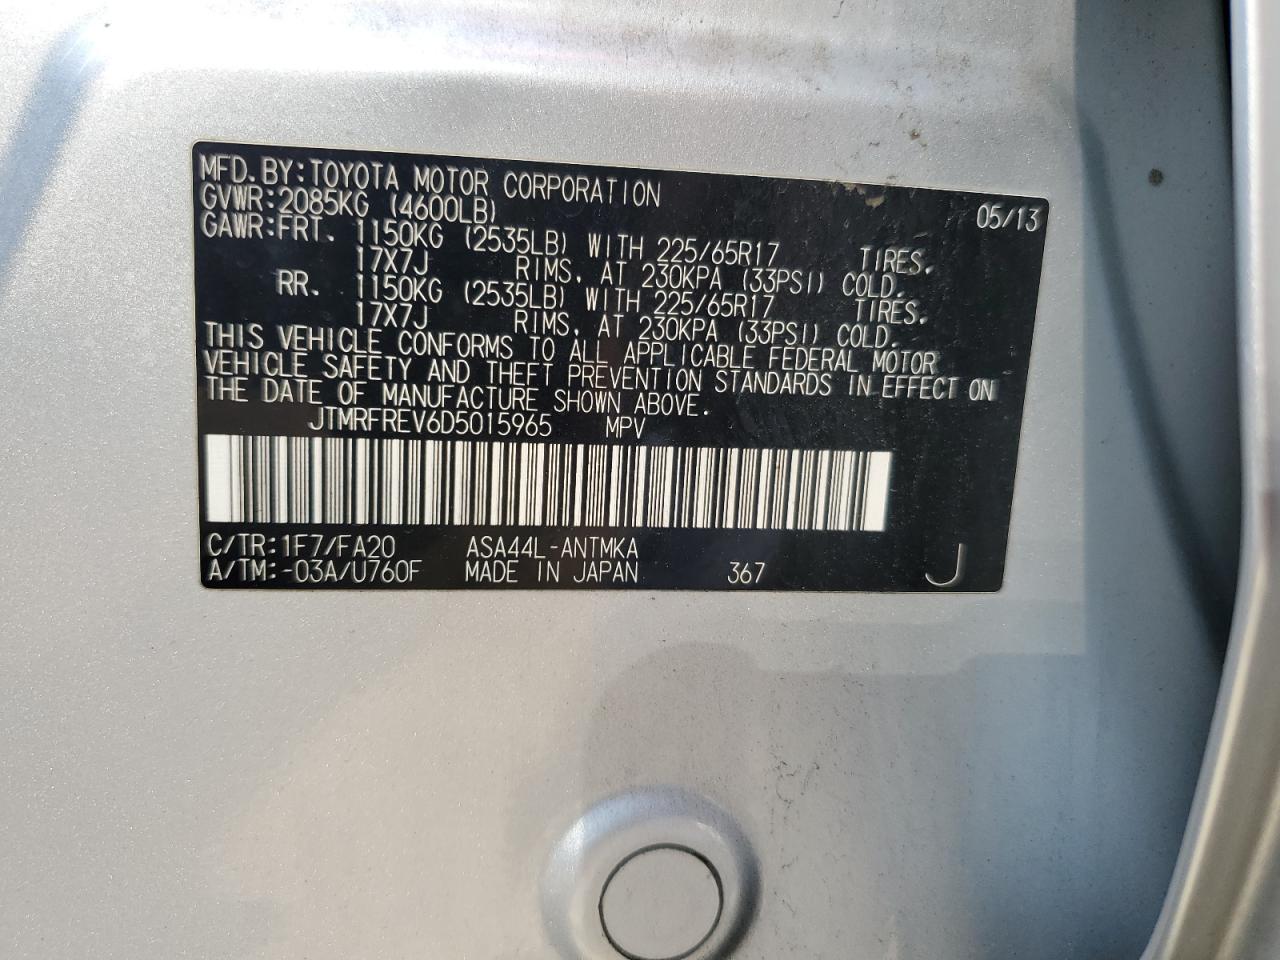 MFD.BY:TOYOTA MOTOR CORPORATION 05/13
GVWR:2085KG (4600LB)
GAWR:FRT. 1150KG (2535LB) WITH 225/65R17 TIRES.
17X7J RIMS, AT 230KPA (33PSI) COLD.
RR. 1150KG (2535LB) WITH 225/65R17 TIRES.
17X7J RIMS, AT 230KPA (33PSI) COLD.
THIS VEHICLE CONFORMS TO ALL APPLICABLE FEDERAL MOTOR
VEHICLE SAFETY AND THEFT PREVENTION STANDARDS IN EFFECT ON
THE DATE OF MANUFACTURE SHOWN ABOVE.
JTMRFREV6D5015965 MPV
C/TR:1F7/FA20 ASA44L-ANTMKA
A/TM:-03A/U760F MADE IN JAPAN 367 J